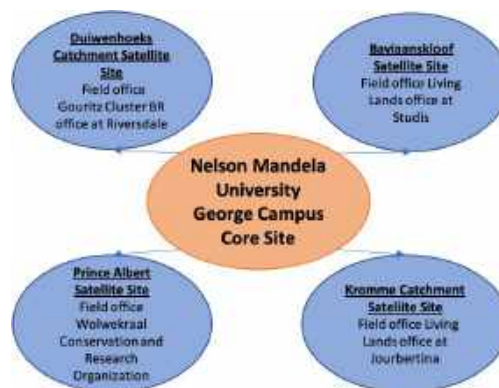 Duiwenhoeks
Catchment Satellite
Site
Field office
Gouritz Cluster BR
office at Riversdale
Baviaanskloof
Satellite Site
Field office Living
Lands office at
Studis
Nelson Mandela
University
George Campus
Core Site
Prince Albert
Satellite Site
Field office
Wolwekraal
Conservation and
Research
Organization
Kromme Catchment
Satellite Site
Field office Living
Lands office at
Jourbertina